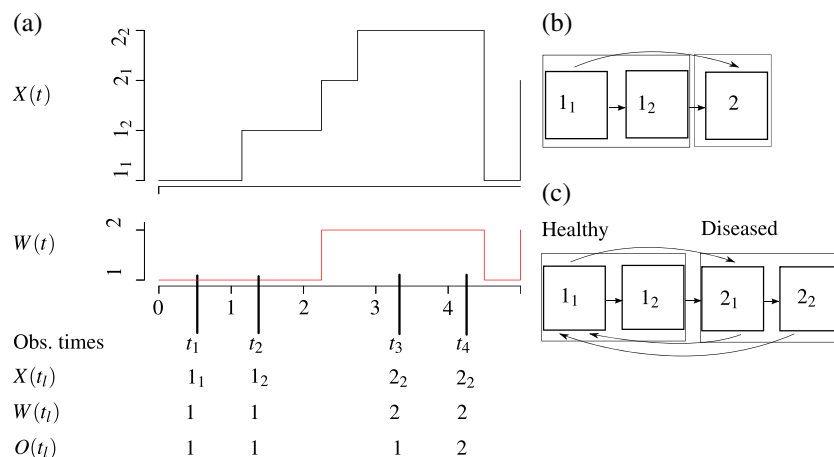 (a)
X(t)
2₂
2₁
1₂
1₁
W(t)
2
1
0 1 2 3 4
Obs. times t₁ t₂ t₃ t₄
X(tₗ) 1₁ 1₂ 2₂ 2₂
W(tₗ) 1 1 2 2
O(tₗ) 1 1 1 2
(b)
1₁ 1₂ 2
(c)
Healthy Diseased
1₁ 1₂ 2₁ 2₂